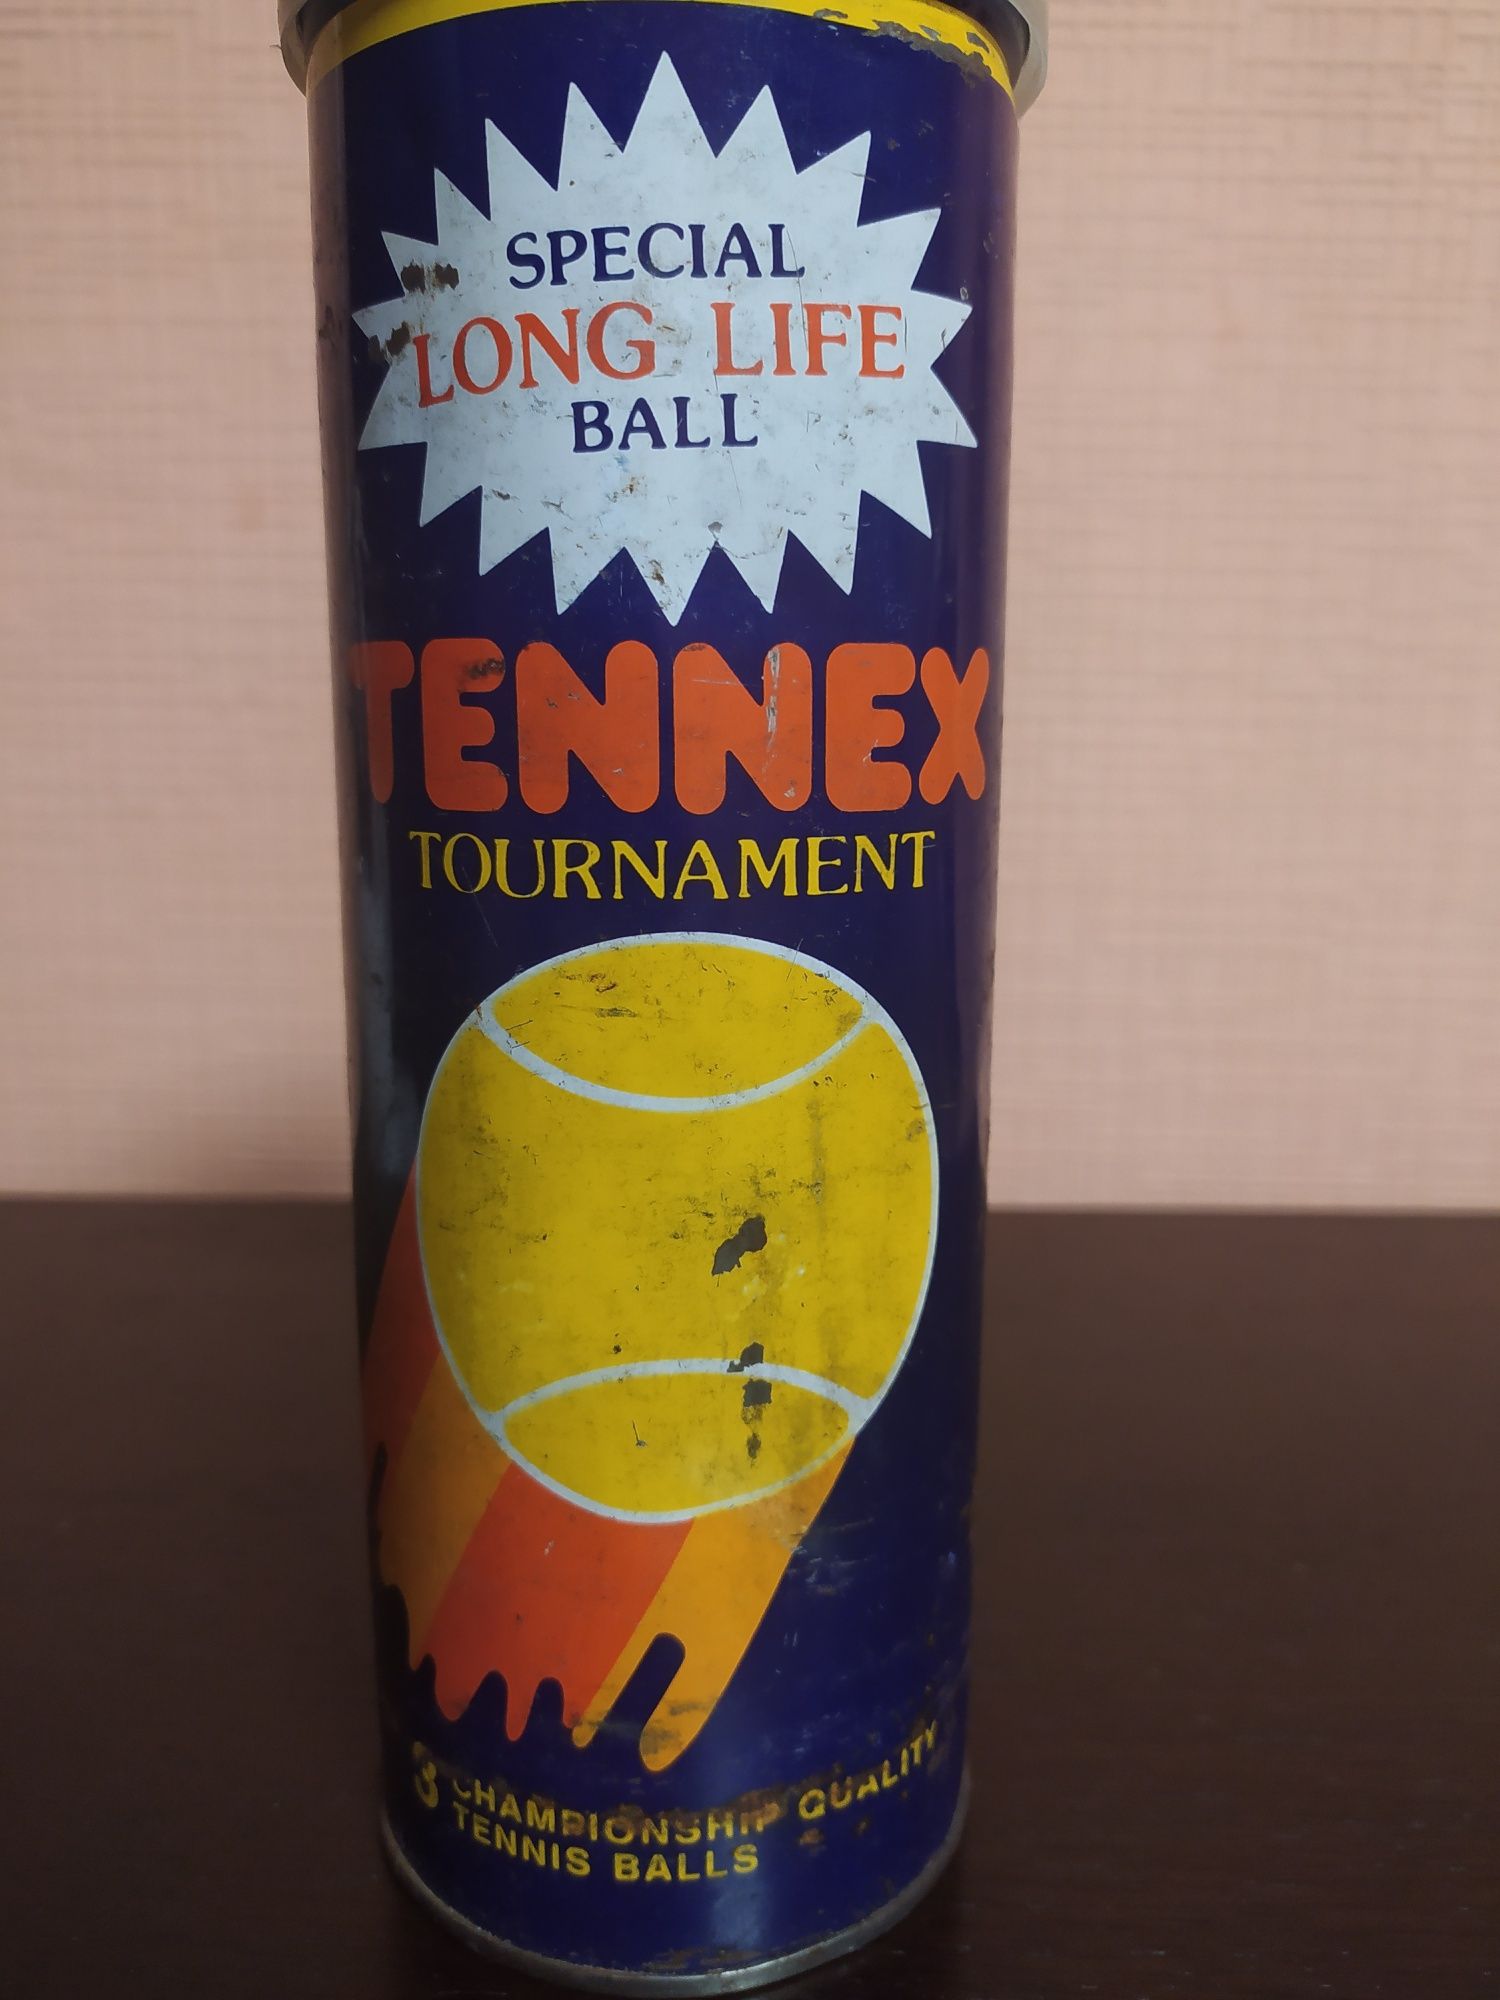 SPECIAL
LONG LIFE
BALL
TENNEX
TOURNAMENT
3 CHAMPIONSHIP QUALITY
TENNIS BALLS